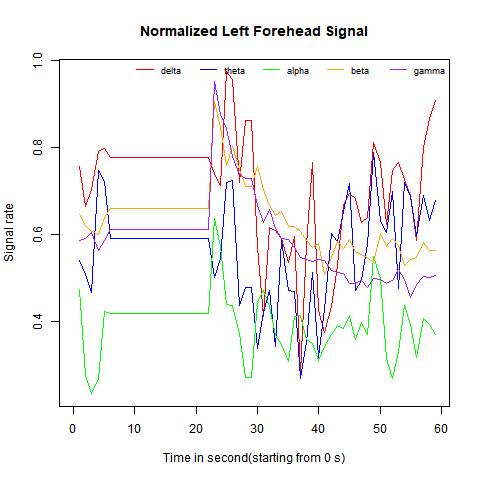 Normalized Left Forehead Signal
delta theta alpha beta gamma
1.0
0.8
0.6
0.4
Signal rate
0 10 20 30 40 50 60
Time in second(starting from 0 s)